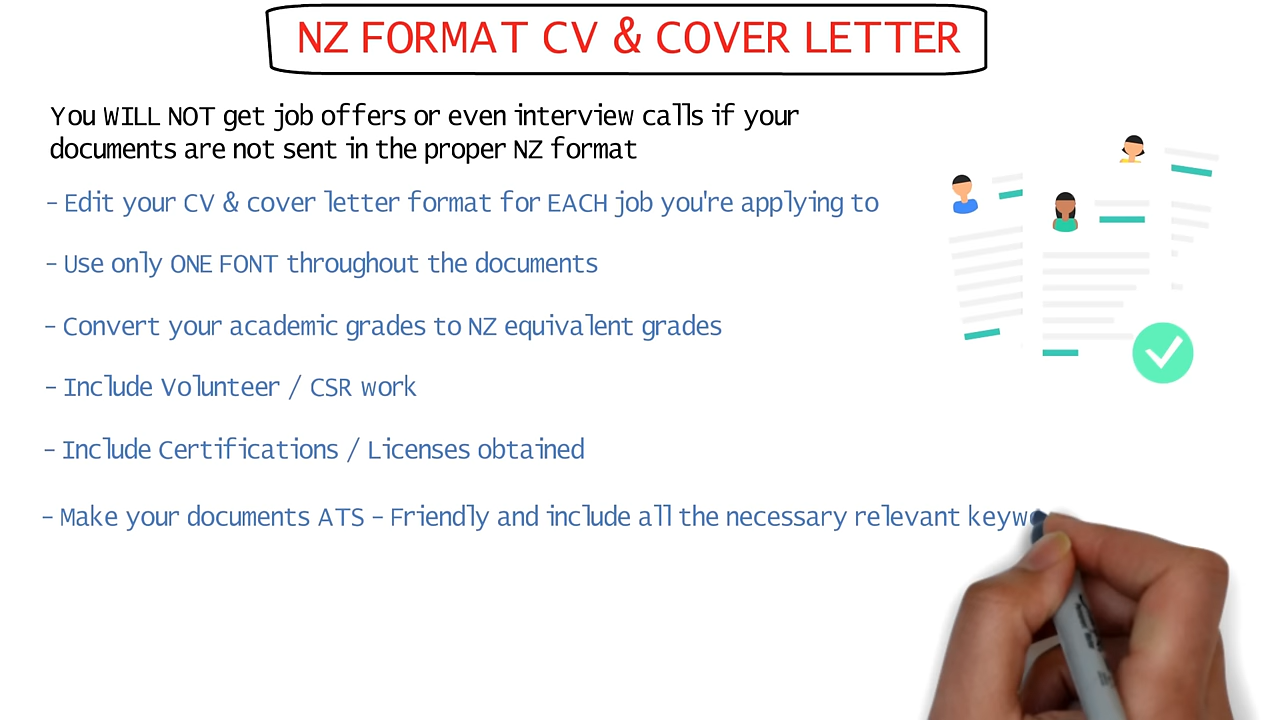 NZ FORMAT CV & COVER LETTER
You WILL NOT get job offers or even interview calls if your
documents are not sent in the proper NZ format
- Edit your CV & cover letter format for EACH job you're applying to
- Use only ONE FONT throughout the documents
- Convert your academic grades to NZ equivalent grades
- Include Volunteer / CSR work
- Include Certifications / Licenses obtained
- Make your documents ATS - Friendly and include all the necessary relevant keyw